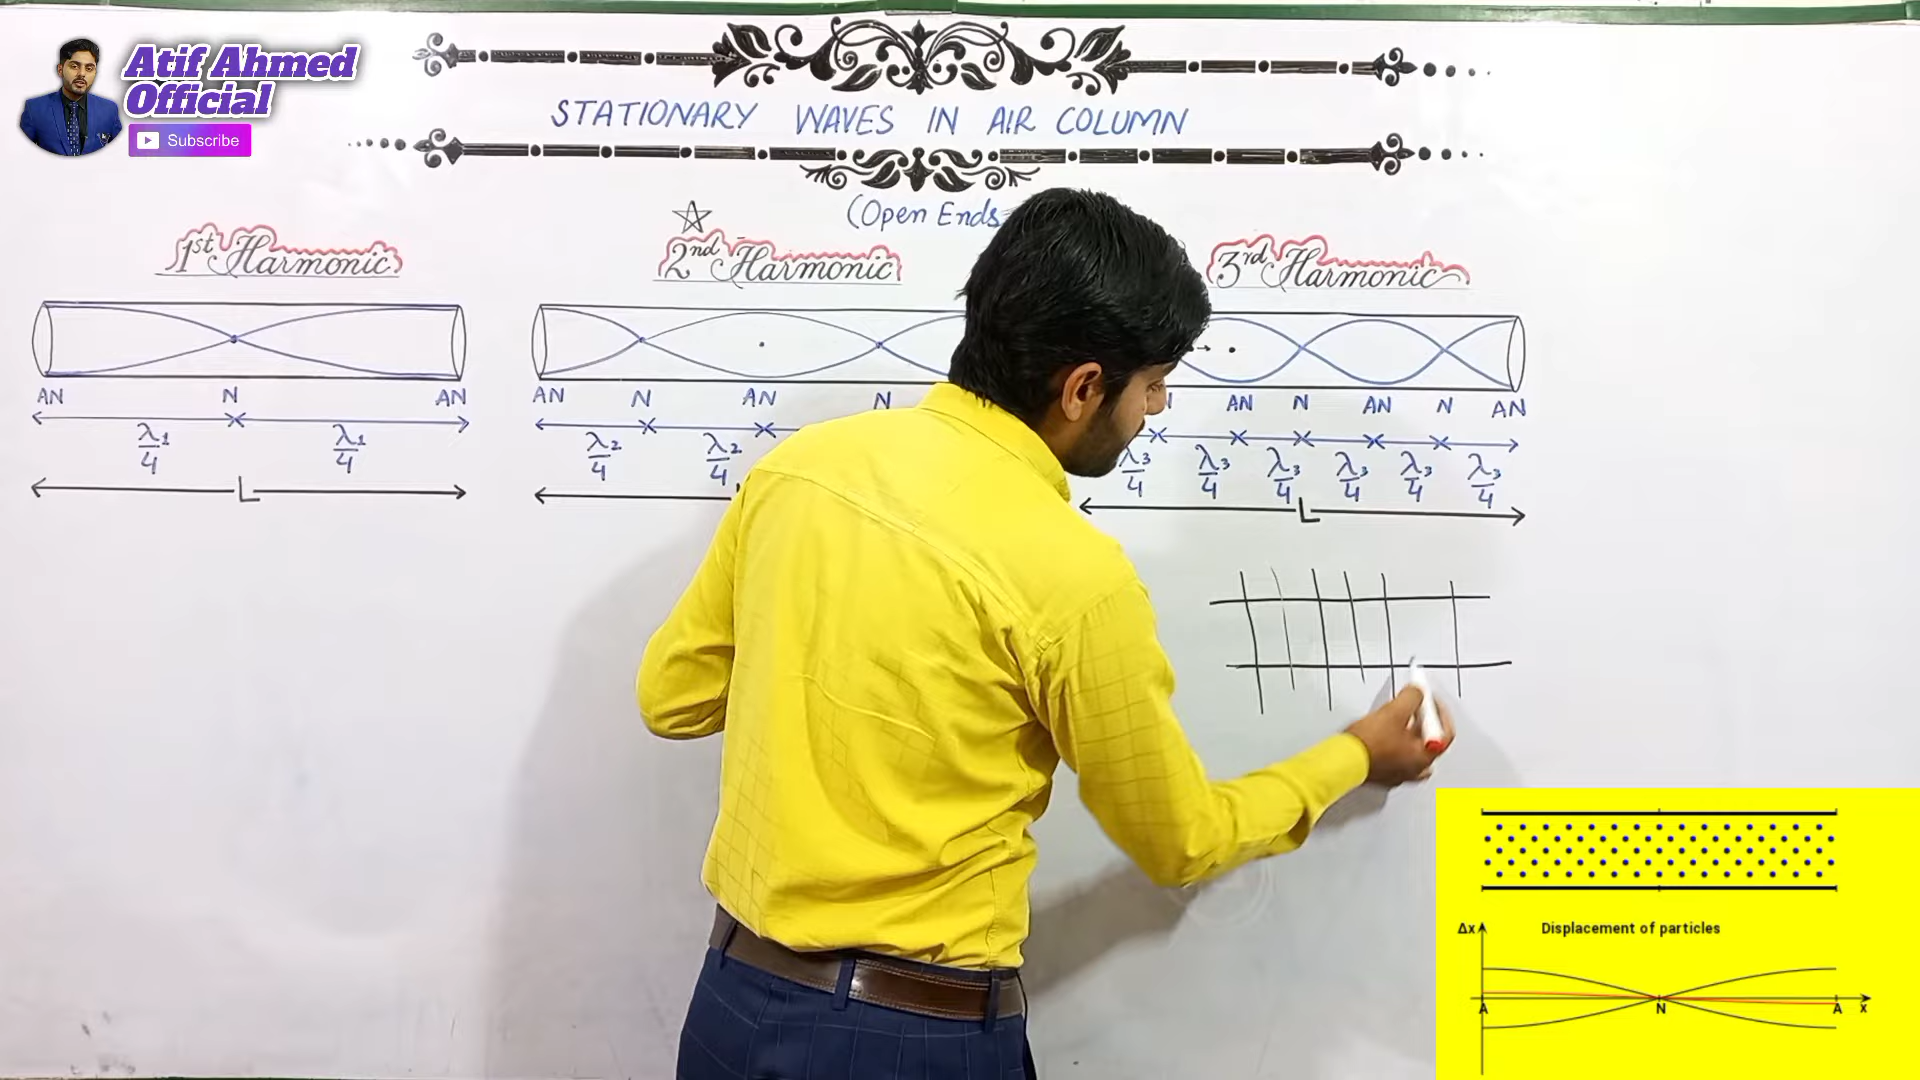 Atif Ahmed
Official
Subscribe
STATIONARY WAVES IN AIR COLUMN
(Open Ends
1st Harmonic
2nd Harmonic
3rd Harmonic
AN N AN
AN N AN N
AN N AN N AN
λ1/4 λ1/4
λ2/4 λ2/4
λ3/4 λ3/4 λ3/4 λ3/4 λ3/4 λ3/4
L
L
Δx Displacement of particles
A N A x